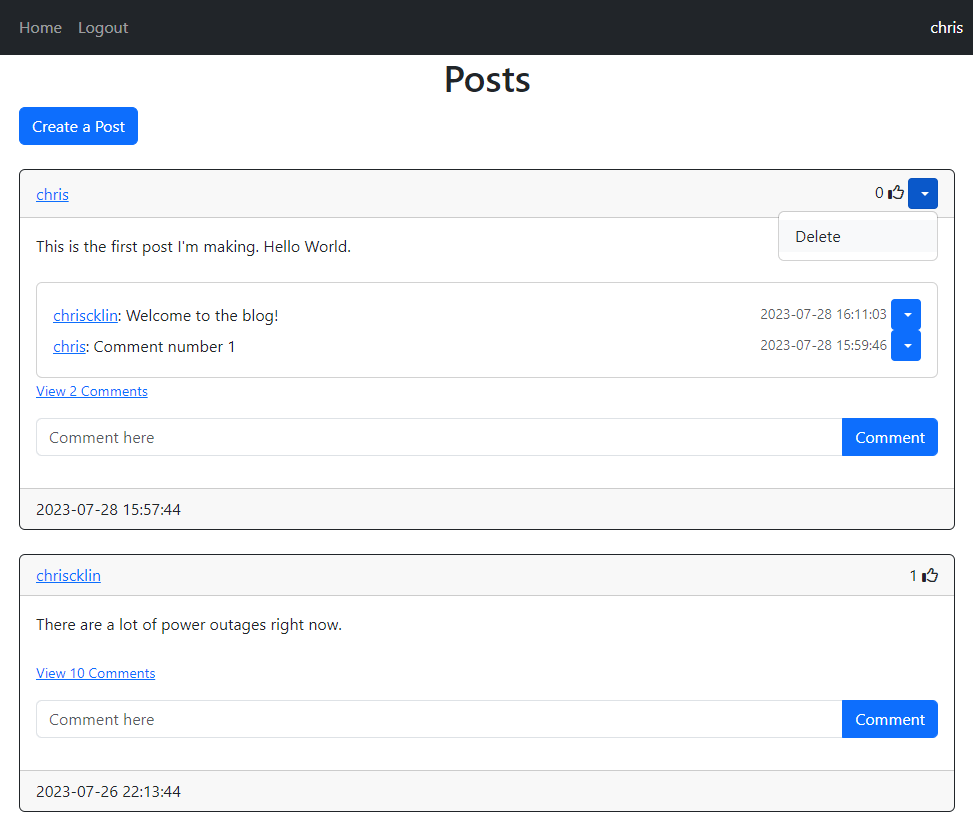 Home Logout chris
Posts
Create a Post
chris 0
Delete
This is the first post I'm making. Hello World.
chriscklin: Welcome to the blog! 2023-07-28 16:11:03
chris: Comment number 1 2023-07-28 15:59:46
View 2 Comments
Comment here Comment
2023-07-28 15:57:44
chriscklin 1
There are a lot of power outages right now.
View 10 Comments
Comment here Comment
2023-07-26 22:13:44